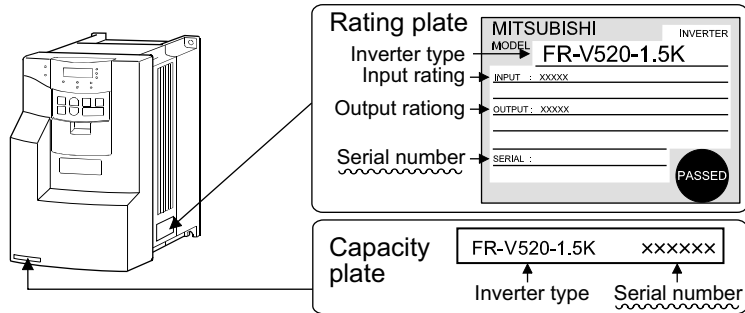 Rating plate
MITSUBISHI
INVERTER
MODEL
FR-V520-1.5K
Inverter type
Input rating
INPUT : XXXXX
Output rationg
OUTPUT : XXXXX
Serial number
SERIAL :
PASSED
Capacity
plate
FR-V520-1.5K ××××××
Inverter type Serial number